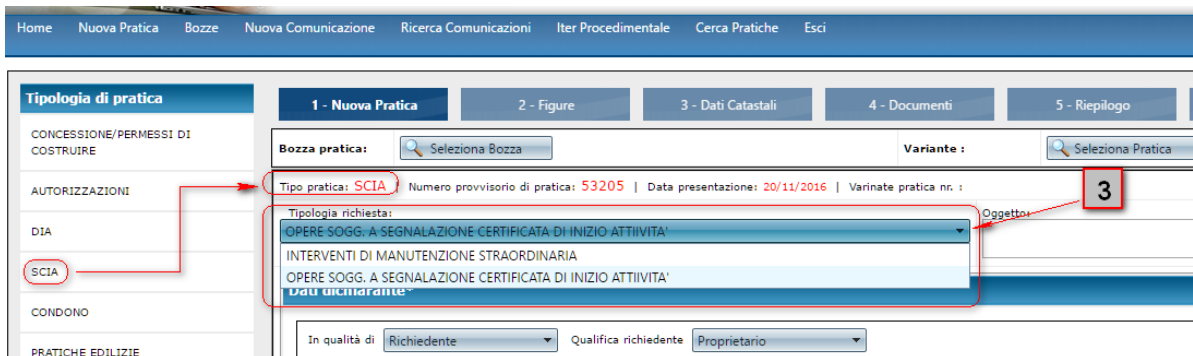 Home Nuova Pratica Bozze Nuova Comunicazione Ricerca Comunicazioni Iter Procedimentale Cerca Pratiche Esci
Tipologia di pratica
CONCESSIONE/PERMESSI DI
COSTRUIRE
AUTORIZZAZIONI
DIA
SCIA
CONDONO
PRATICHE EDILIZIE
1 - Nuova Pratica 2 - Figure 3 - Dati Catastali 4 - Documenti 5 - Riepilogo
Bozza pratica: Seleziona Bozza Variante : Seleziona Pratica
Tipo pratica: SCIA | Numero provvisorio di pratica: 53205 | Data presentazione: 20/11/2016 | Varinate pratica nr. :
3
Tipologia richiesta: Oggetto:
OPERE SOGG. A SEGNALAZIONE CERTIFICATA DI INIZIO ATTIIVITA'
INTERVENTI DI MANUTENZIONE STRAORDINARIA
OPERE SOGG. A SEGNALAZIONE CERTIFICATA DI INIZIO ATTIIVITA'
Dati dichiarante*
In qualità di Richiedente Qualifica richiedente Proprietario